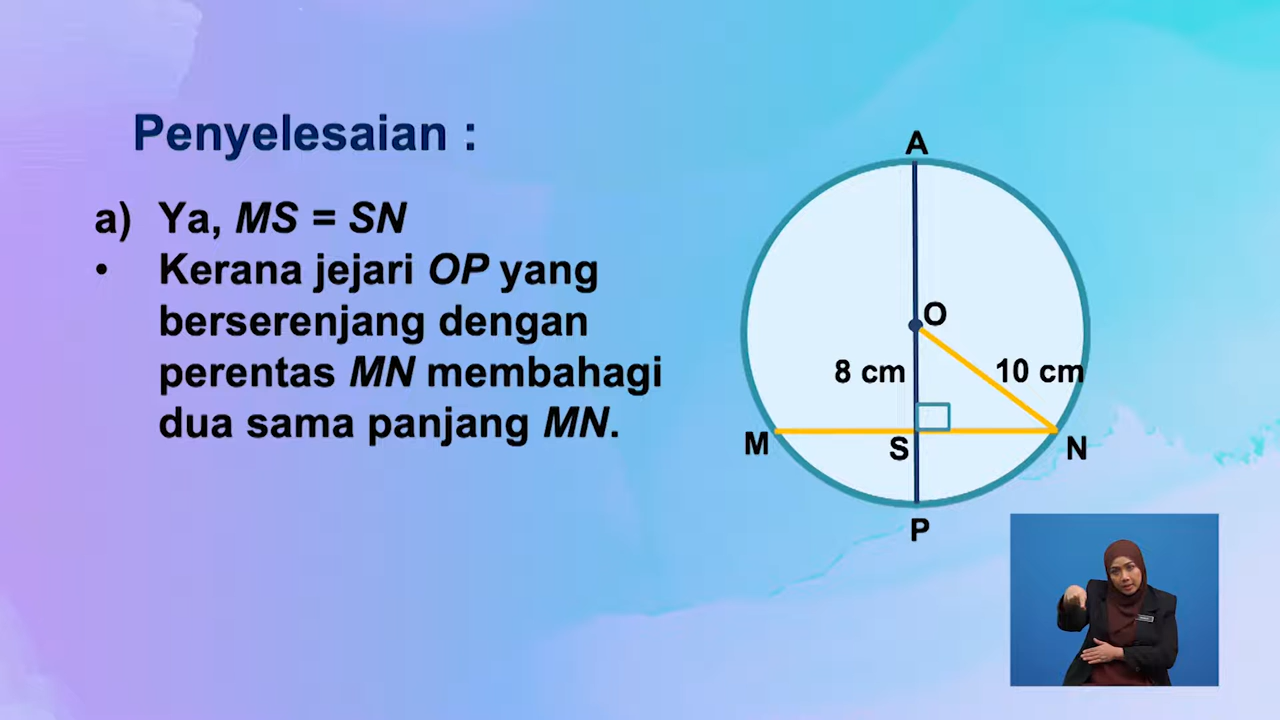 Penyelesaian :
a) Ya, MS = SN
• Kerana jejari OP yang
berserenjang dengan
perentas MN membahagi
dua sama panjang MN.
A
O
8 cm
10 cm
M
S
N
P